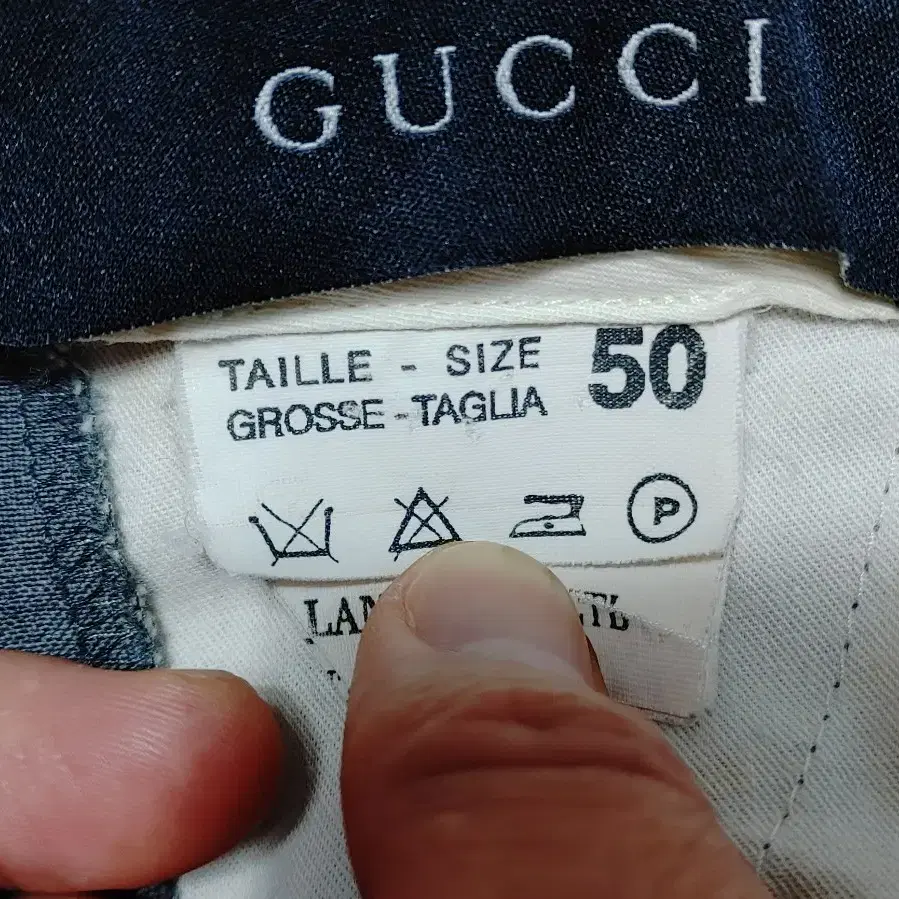 GUCCI
TAILLE - SIZE 50
GROSSE - TAGLIA
P